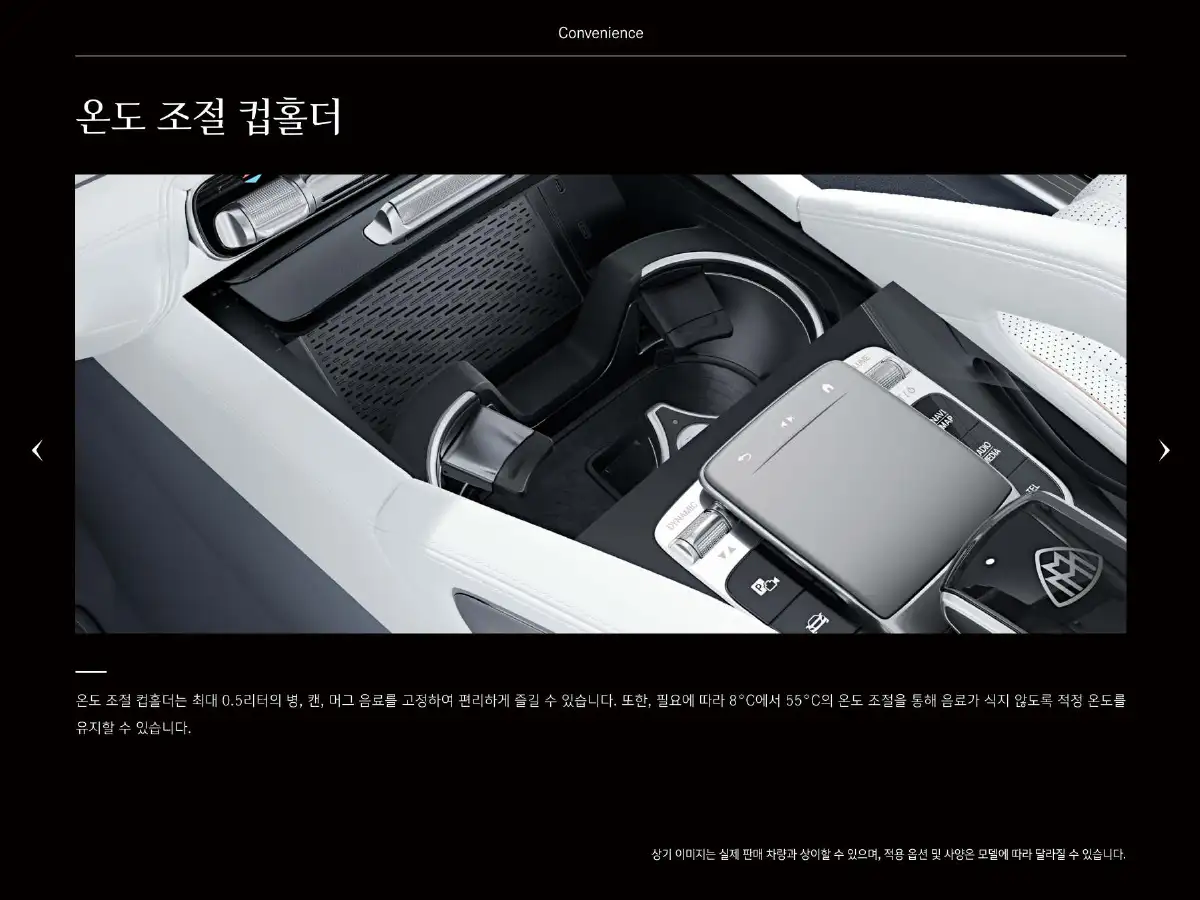 Convenience
온도 조절 컵홀더
NAVI
MAP
RADIO
MEDIA
TEL
DYNAMIC
P
온도 조절 컵홀더는 최대 0.5리터의 병, 캔, 머그 음료를 고정하여 편리하게 즐길 수 있습니다. 또한, 필요에 따라 8°C에서 55°C의 온도 조절을 통해 음료가 식지 않도록 적정 온도를
유지할 수 있습니다.
상기 이미지는 실제 판매 차량과 상이할 수 있으며, 적용 옵션 및 사양은 모델에 따라 달라질 수 있습니다.